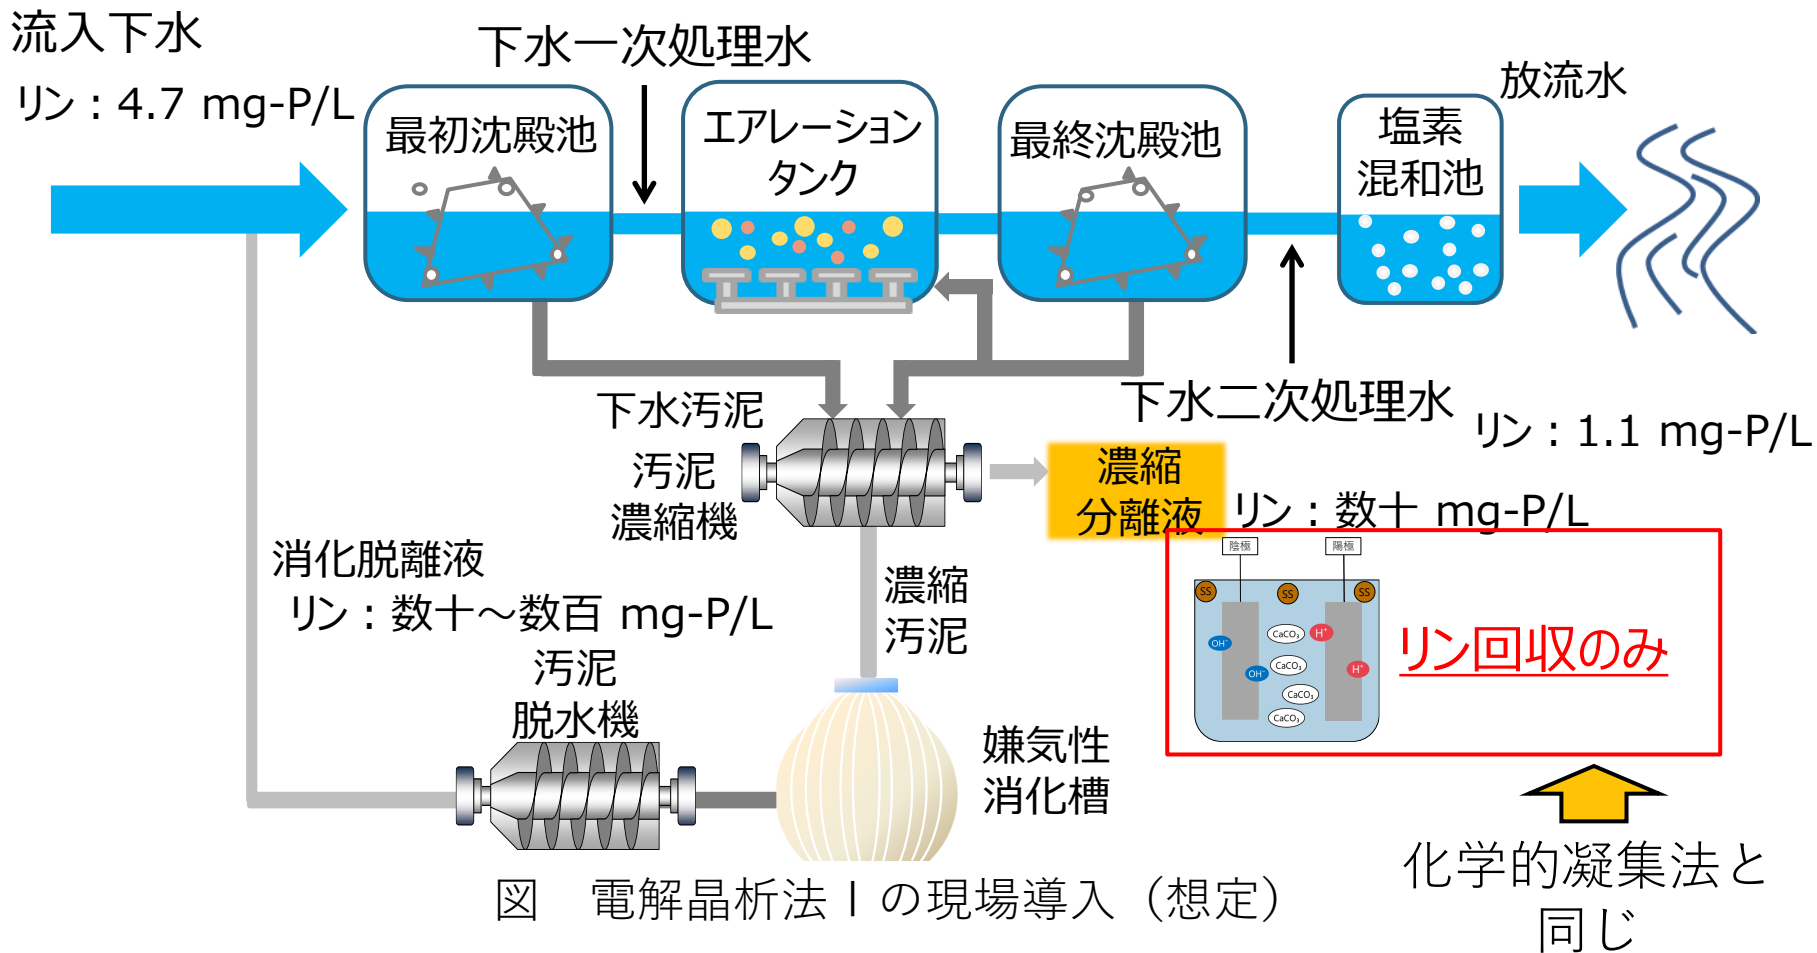 流入下水
リン：4.7 mg-P/L
下水一次処理水
最初沈殿池
エアレーション
タンク
最終沈殿池
塩素
混和池
放流水
下水二次処理水
リン：1.1 mg-P/L
下水汚泥
汚泥
濃縮機
濃縮
分離液
リン：数十 mg-P/L
消化脱離液
リン：数十～数百 mg-P/L
濃縮
汚泥
汚泥
脱水機
嫌気性
消化槽
陰極
陽極
SS
SS
SS
OH⁻
CaCO₃
H⁺
OH⁻
CaCO₃
H⁺
CaCO₃
CaCO₃
リン回収のみ
化学的凝集法と
同じ
図　電解晶析法Ⅰの現場導入（想定）